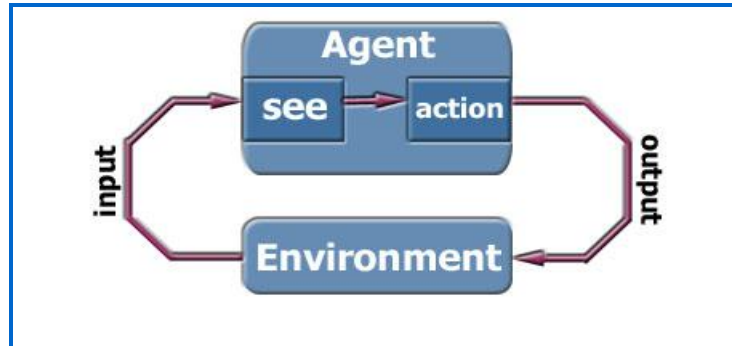 Agent
see
action
input
output
Environment